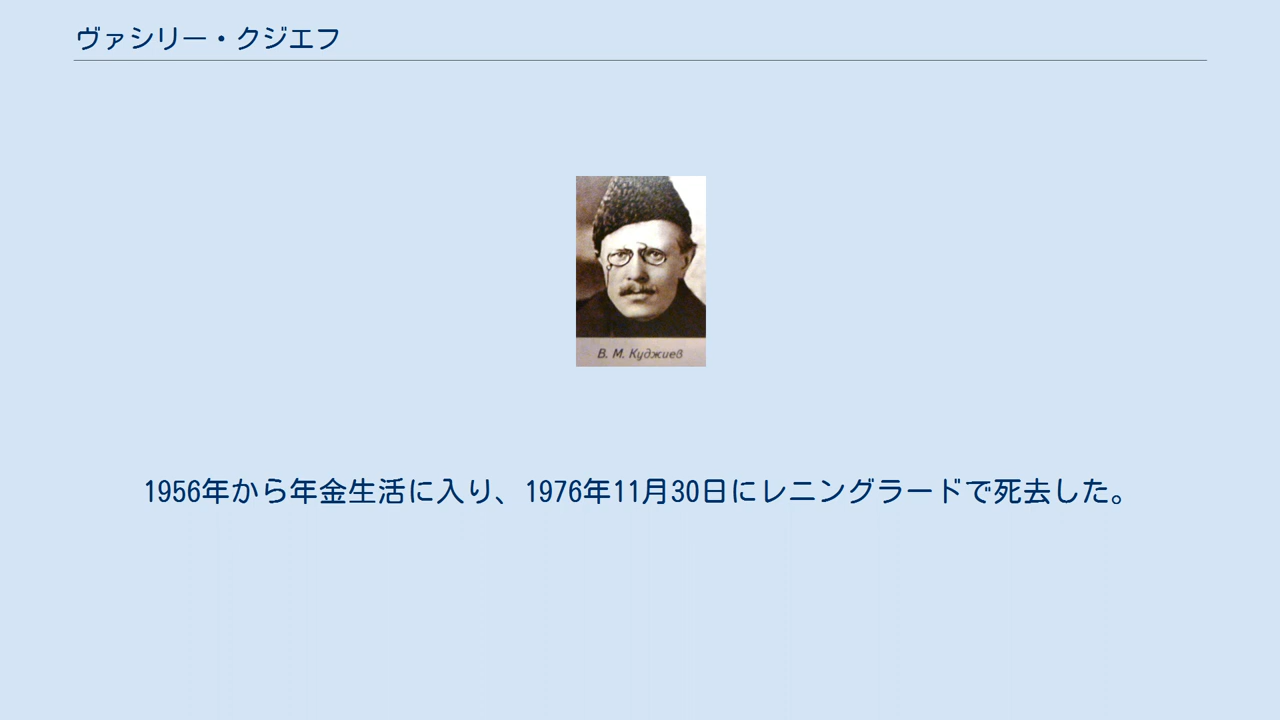 ヴァシリー・クジエフ
В. М. Куджиев
1956年から年金生活に入り、1976年11月30日にレニングラードで死去した。